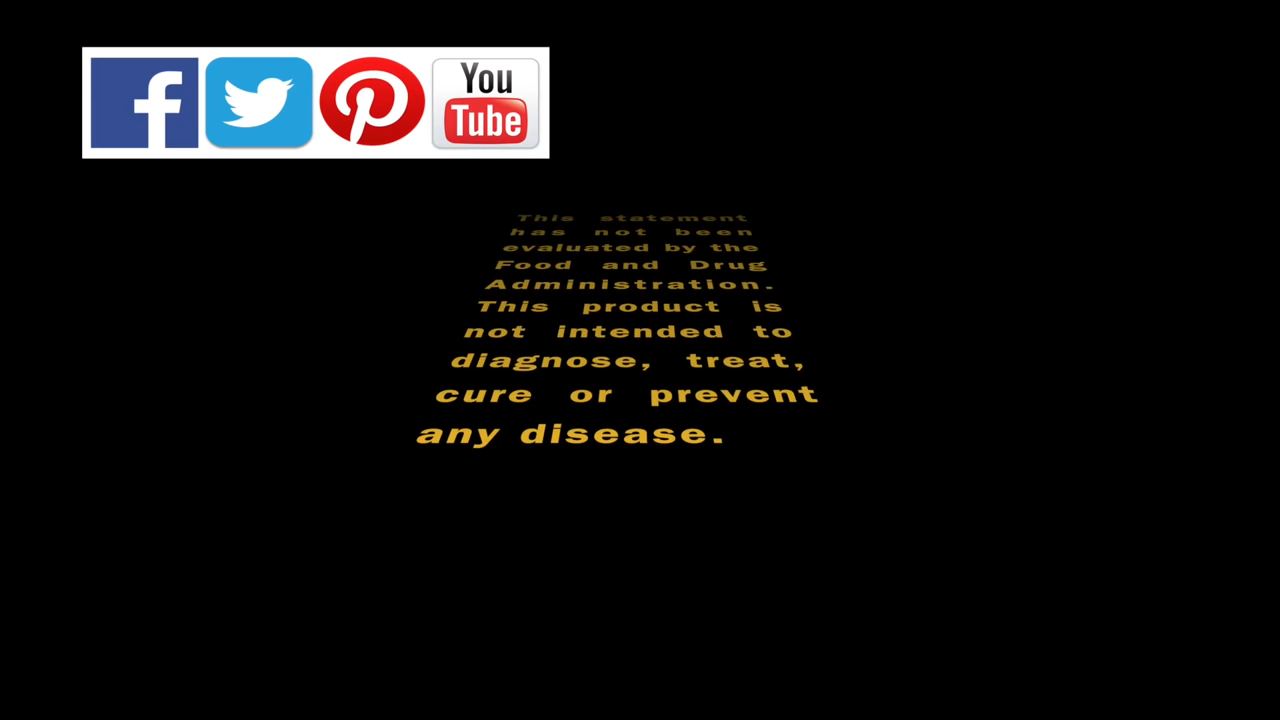 You
Tube
This statement
has not been
evaluated by the
Food and Drug
Administration.
This product is
not intended to
diagnose, treat,
cure or prevent
any disease.